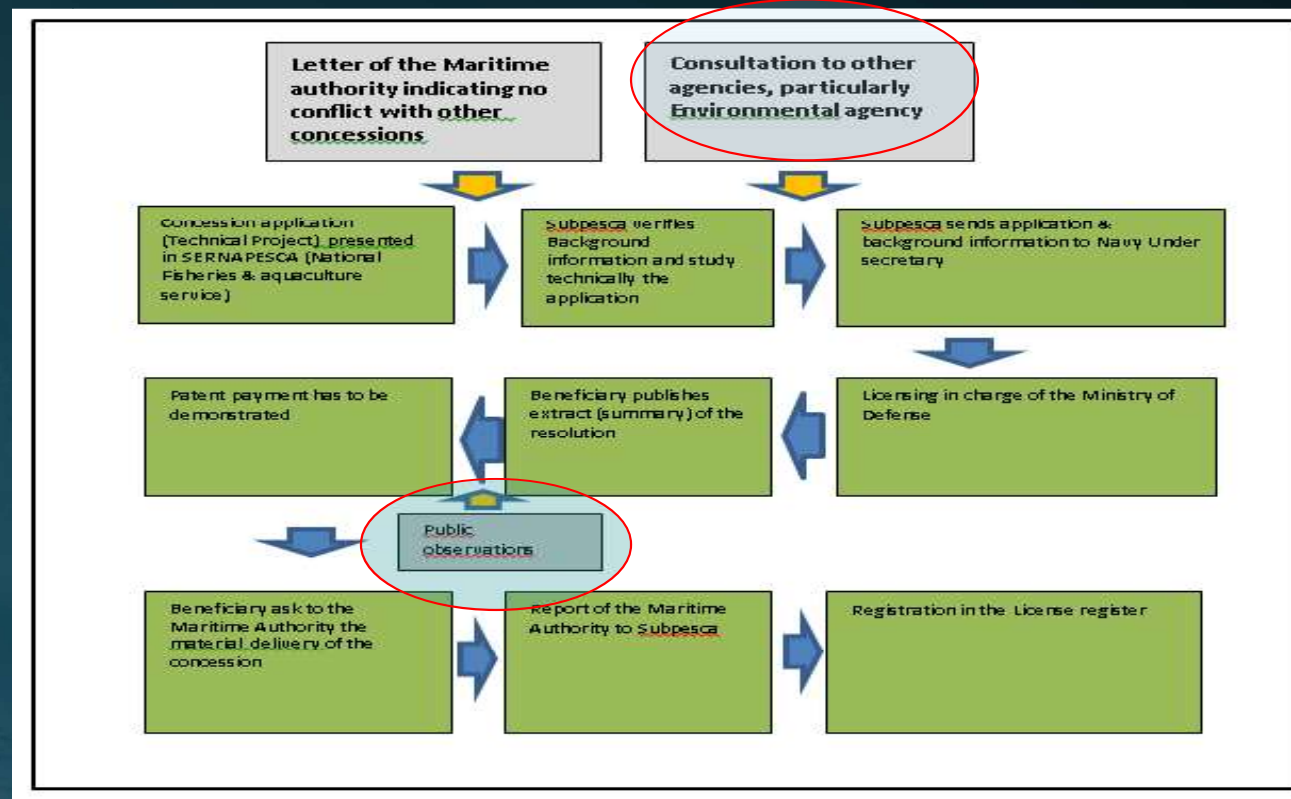 Letter of the Maritime
authority indicating no
conflict with other
concessions
Consultation to other
agencies, particularly
Environmental agency
Concession application
(Technical Project) presented
in SERNAPESCA (National
Fisheries & aquaculture
service)
Subpesca verifies
Background
information and study
technically the
application
Subpesca sends application &
background information to Navy Under
secretary
Patent payment has to be
demonstrated
Beneficiary publishes
extract (summary) of the
resolution
Licensing in charge of the Ministry of
Defense
Public
observations
Beneficiary ask to the
Maritime Authority the
material delivery of the
concession
Report of the Maritime
Authority to Subpesca
Registration in the License register